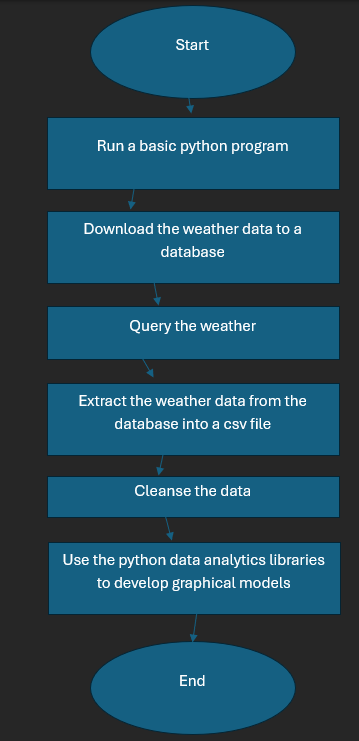 Start
Run a basic python program
Download the weather data to a
database
Query the weather
Extract the weather data from the
database into a csv file
Cleanse the data
Use the python data analytics libraries
to develop graphical models
End